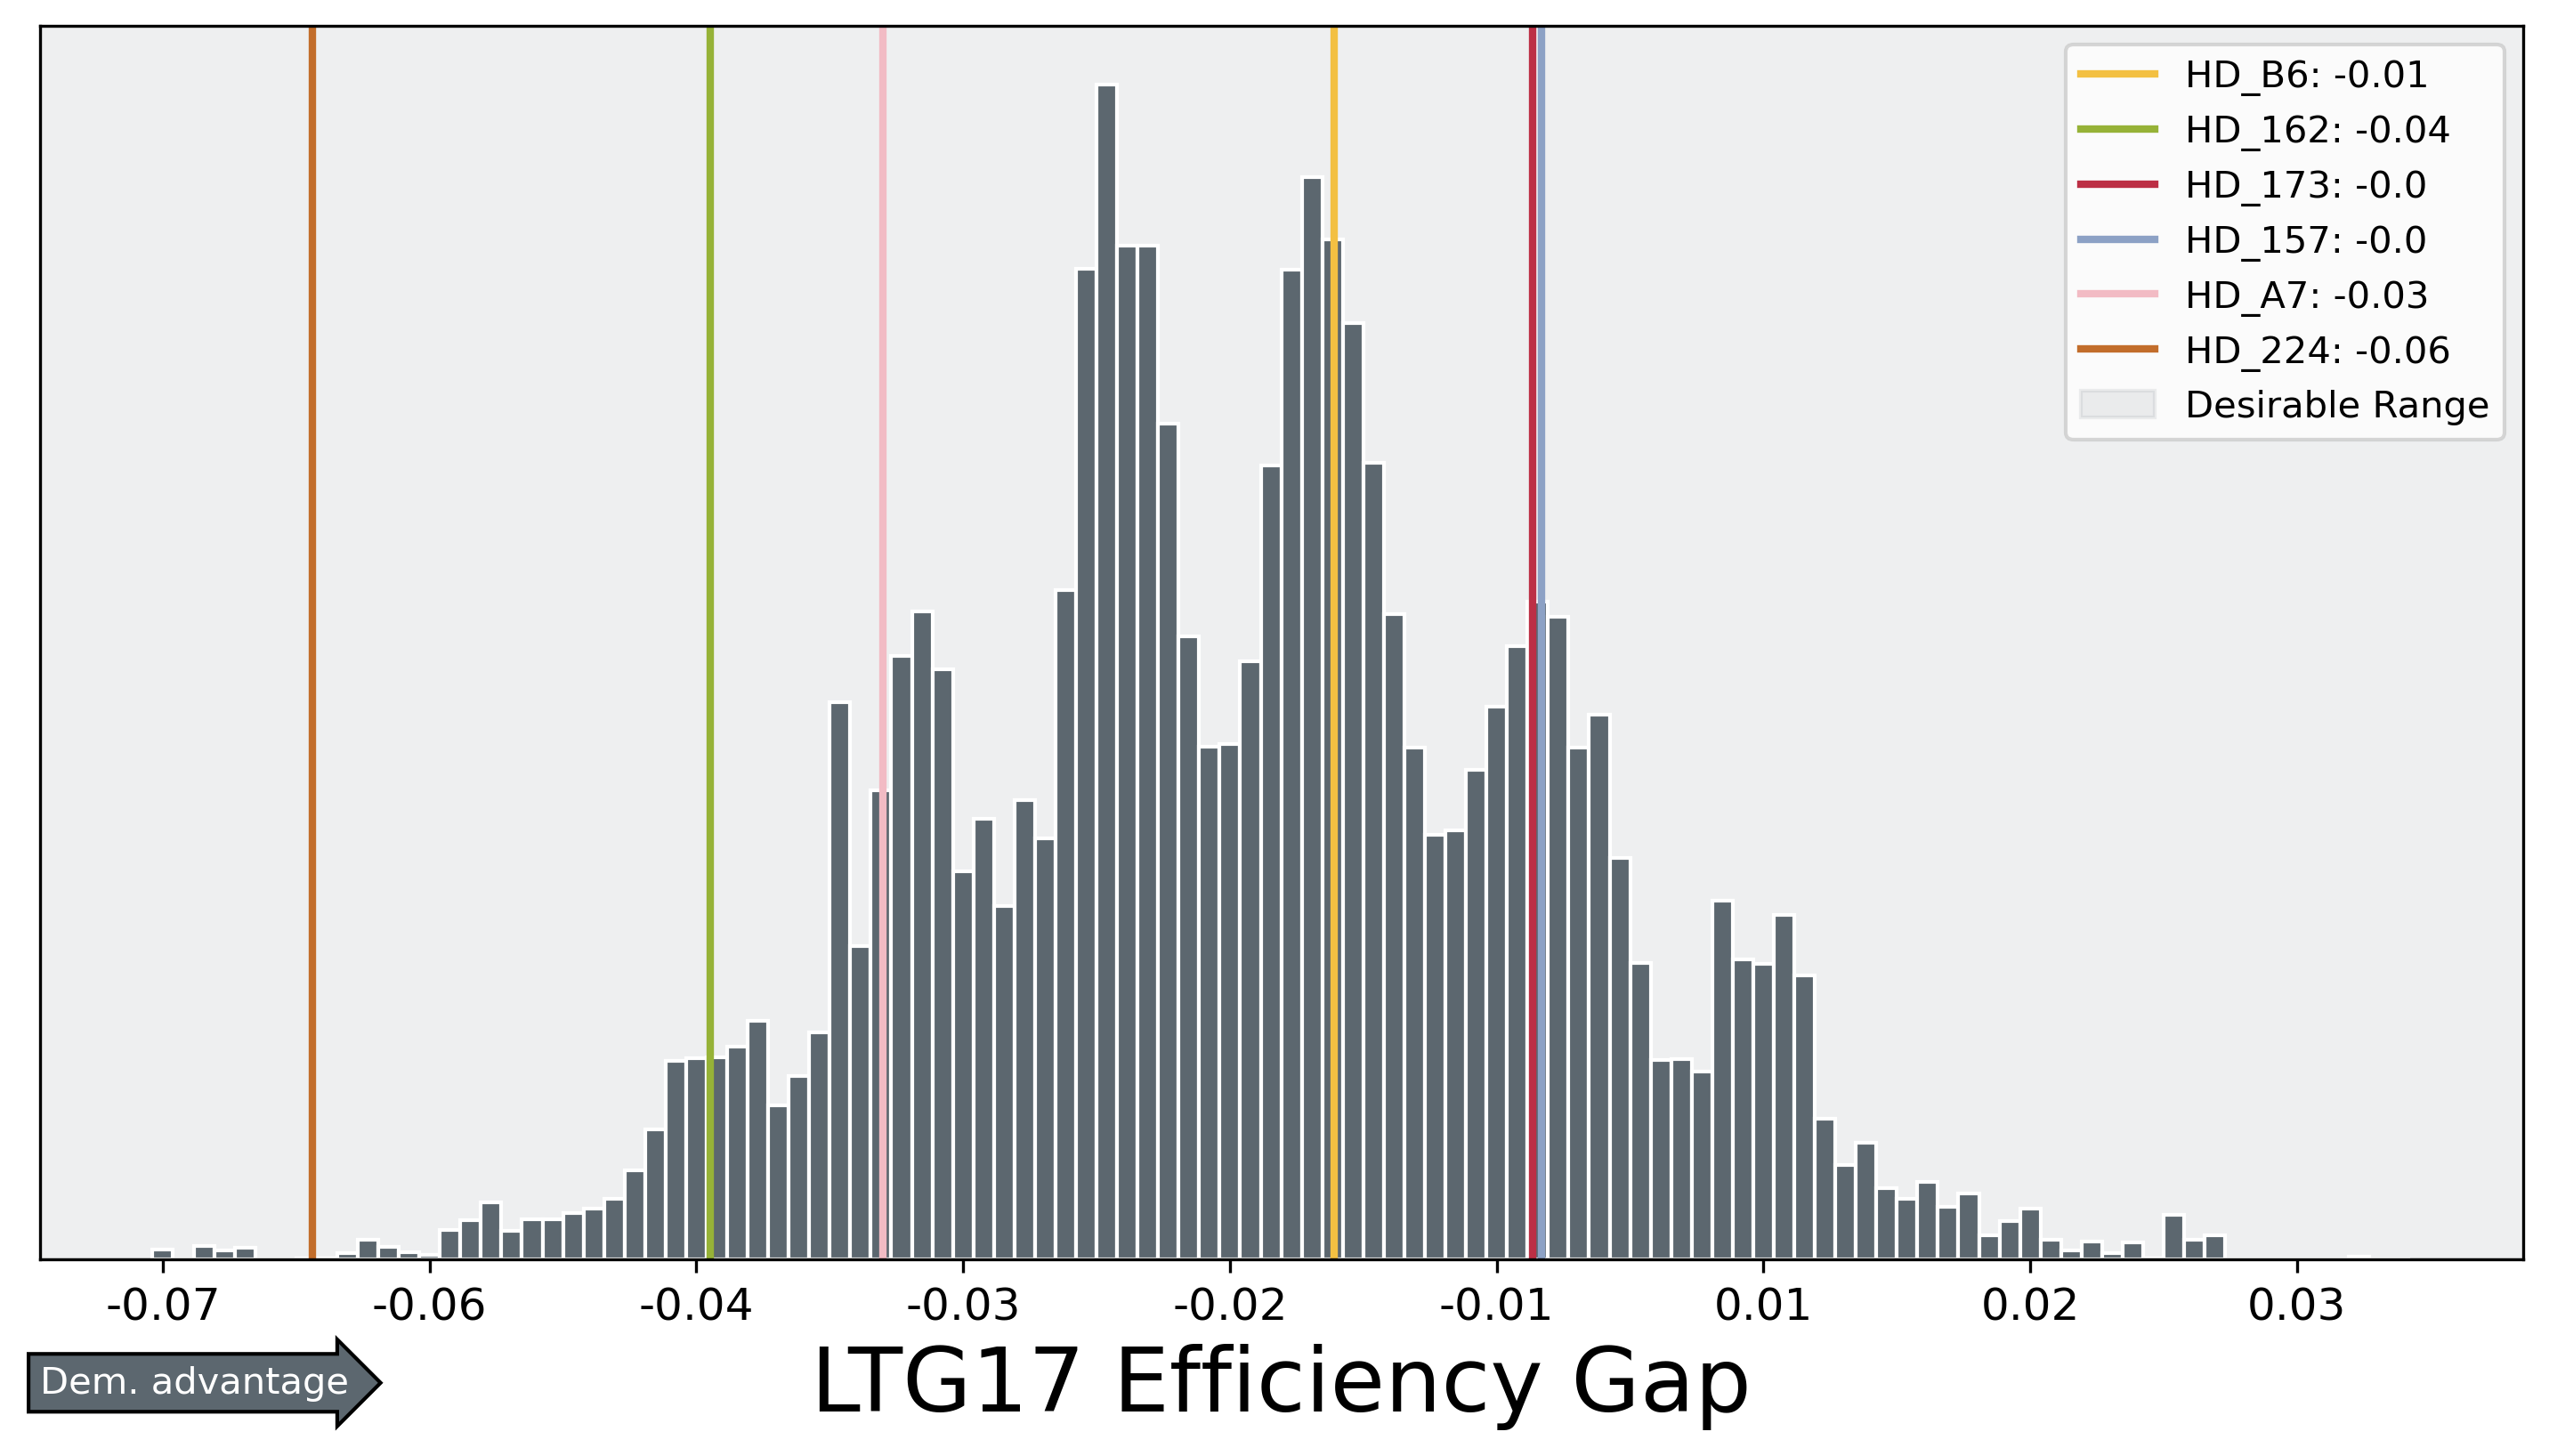 HD_B6: -0.01
HD_162: -0.04
HD_173: -0.0
HD_157: -0.0
HD_A7: -0.03
HD_224: -0.06
Desirable Range
-0.07 -0.06 -0.04 -0.03 -0.02 -0.01 0.01 0.02 0.03
Dem. advantage
LTG17 Efficiency Gap